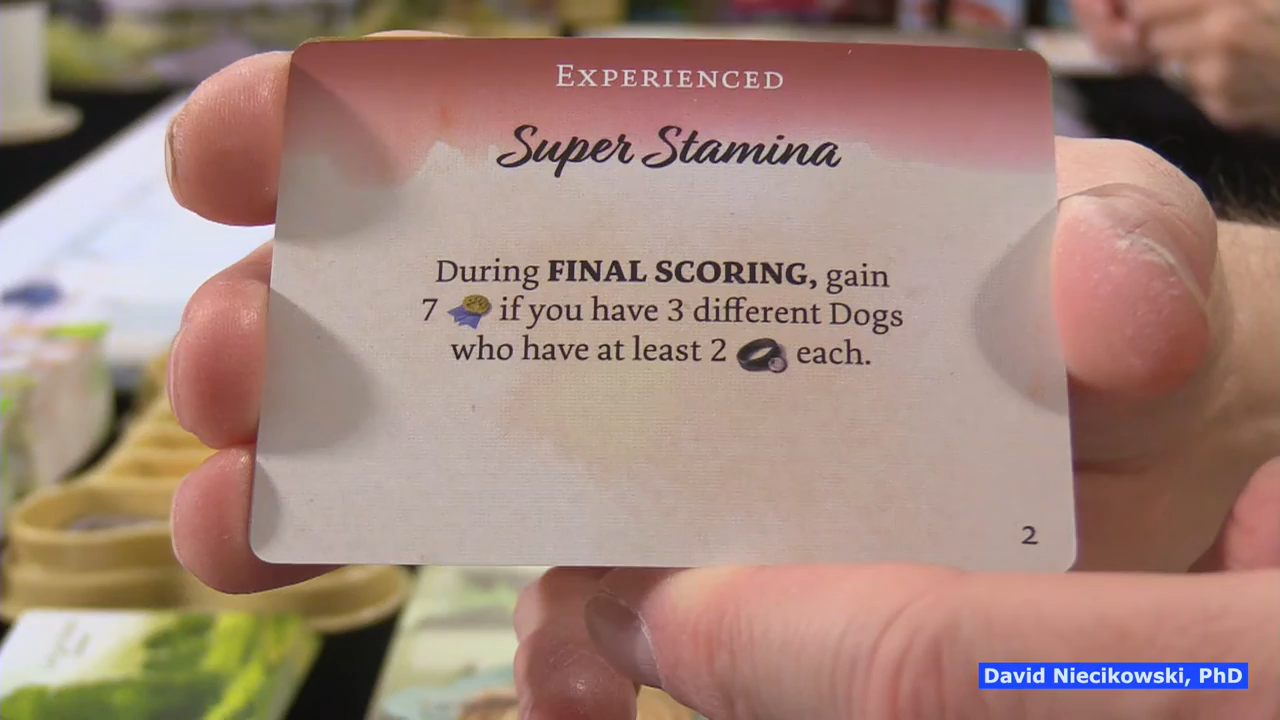 EXPERIENCED
Super Stamina
During FINAL SCORING, gain
7 if you have 3 different Dogs
who have at least 2 each.
2
David Niecikowski, PhD